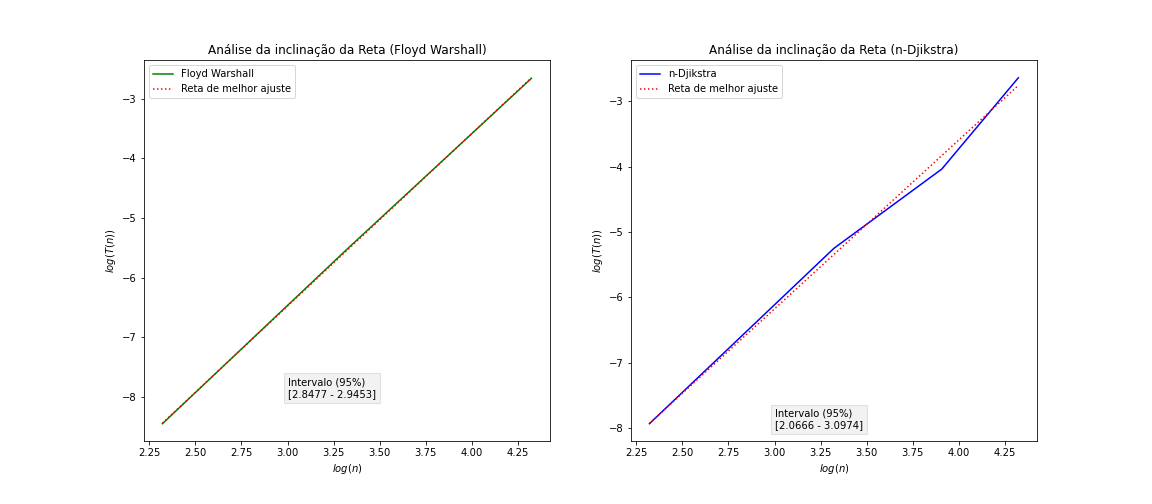 Análise da inclinação da Reta (Floyd Warshall)
Floyd Warshall
Reta de melhor ajuste
−3
−4
−5
−6
−7
−8
log(T(n))
Intervalo (95%)
[2.8477 - 2.9453]
2.25 2.50 2.75 3.00 3.25 3.50 3.75 4.00 4.25
log(n)
Análise da inclinação da Reta (n-Djikstra)
n-Djikstra
Reta de melhor ajuste
−3
−4
−5
−6
−7
−8
log(T(n))
Intervalo (95%)
[2.0666 - 3.0974]
2.25 2.50 2.75 3.00 3.25 3.50 3.75 4.00 4.25
log(n)